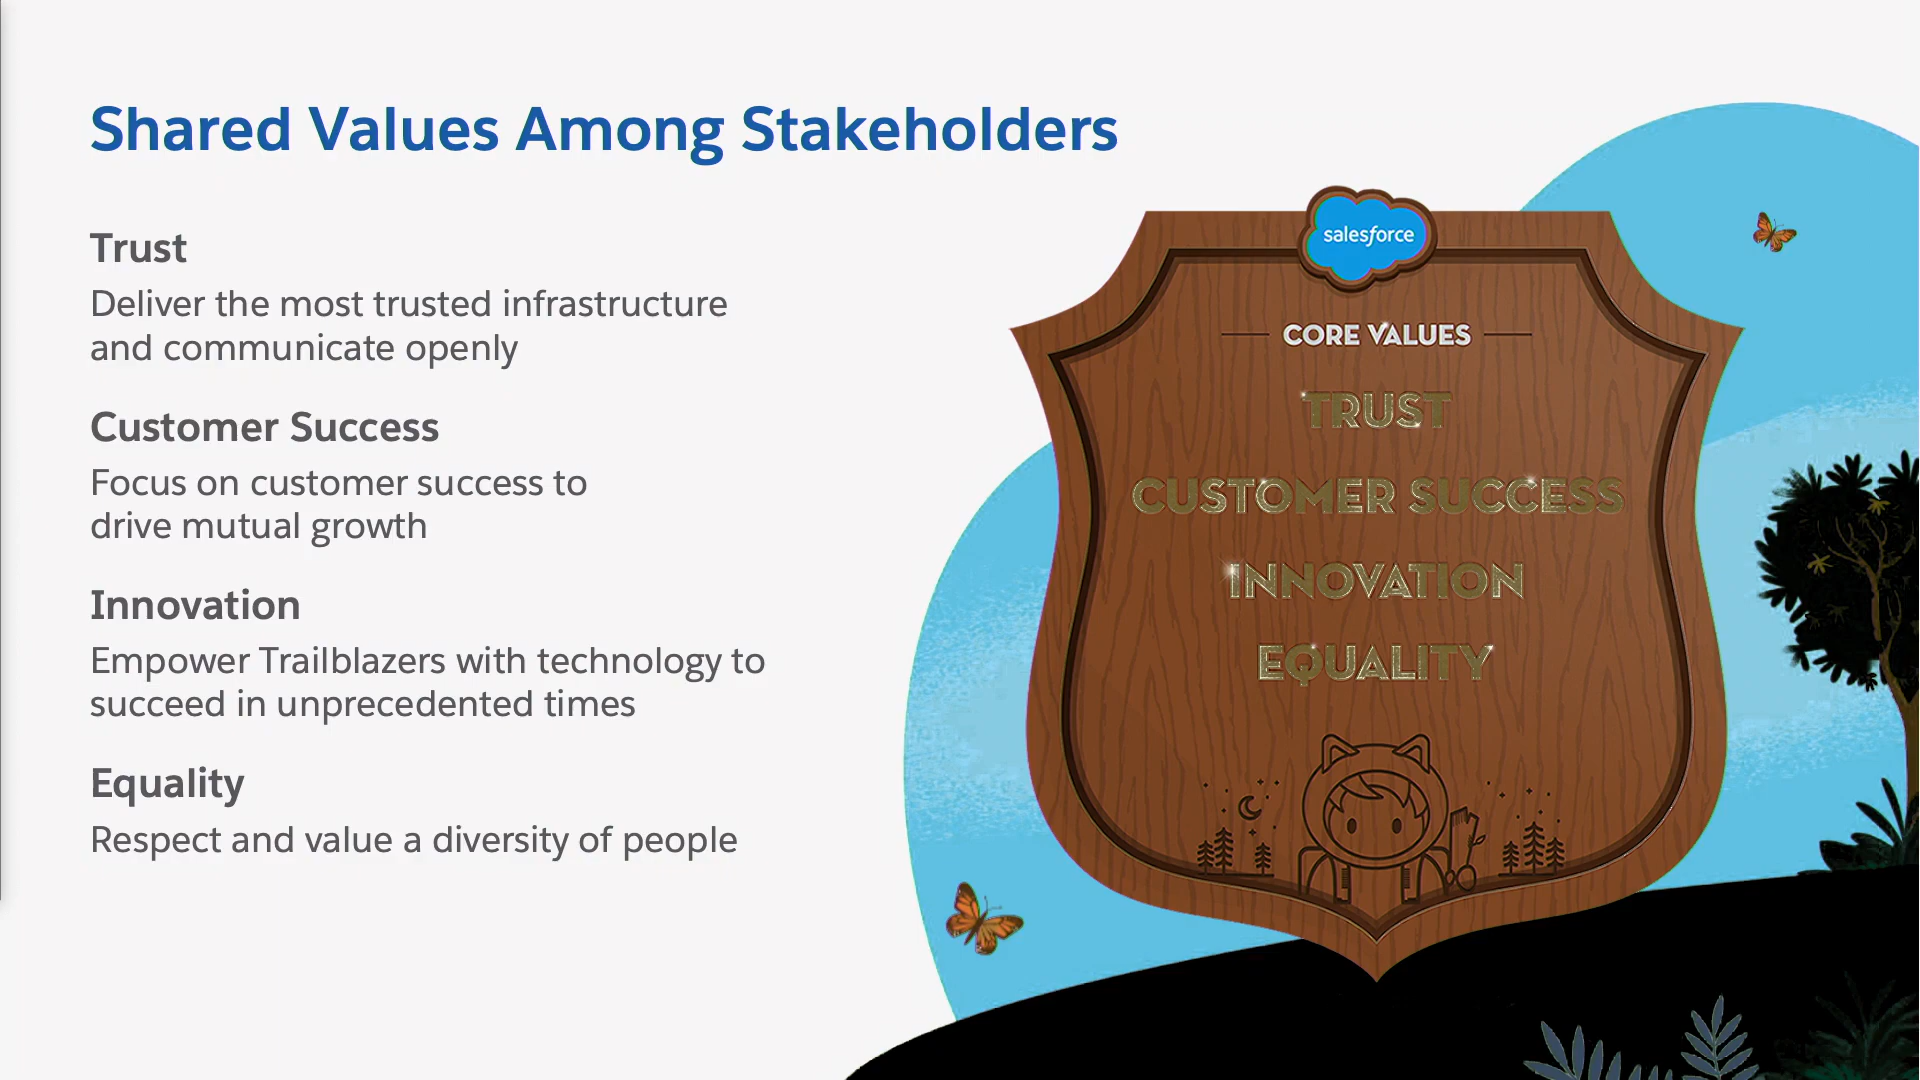 Shared Values Among Stakeholders
Trust
Deliver the most trusted infrastructure
and communicate openly
Customer Success
Focus on customer success to
drive mutual growth
Innovation
Empower Trailblazers with technology to
succeed in unprecedented times
Equality
Respect and value a diversity of people
salesforce
CORE VALUES
TRUST
CUSTOMER SUCCESS
INNOVATION
EQUALITY